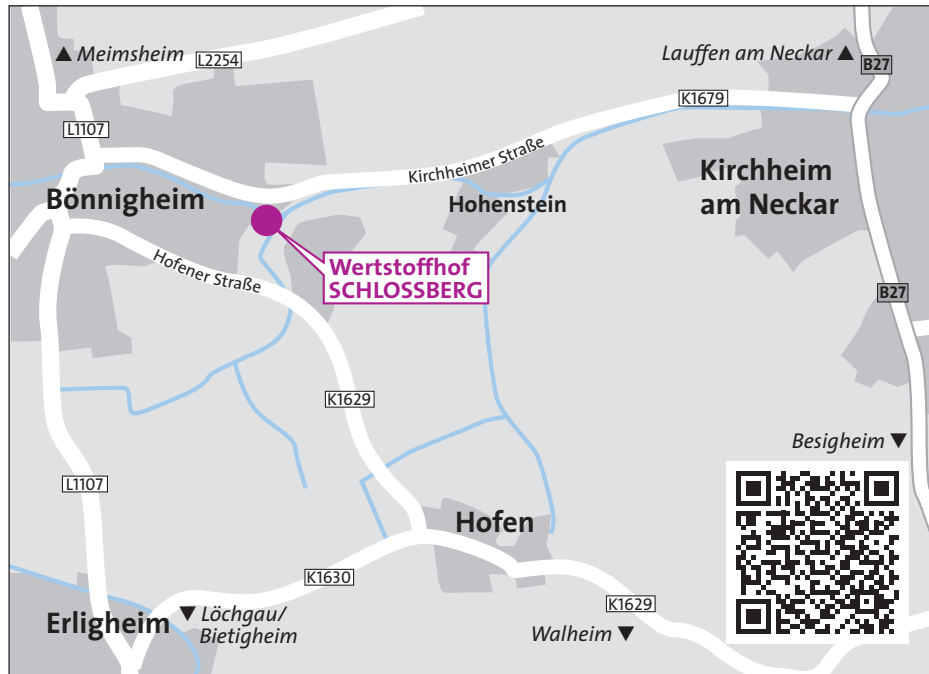 ▲ Meimsheim
L2254
Lauffen am Neckar ▲
B27
K1679
L1107
Kirchheimer Straße
Kirchheim
am Neckar
Bönnigheim
Hohenstein
Hofener Straße
Wertstoffhof
SCHLOSSBERG
B27
K1629
Besigheim ▼
L1107
Hofen
K1630
K1629
Erligheim
▼ Löchgau/
Bietigheim
Walheim ▼